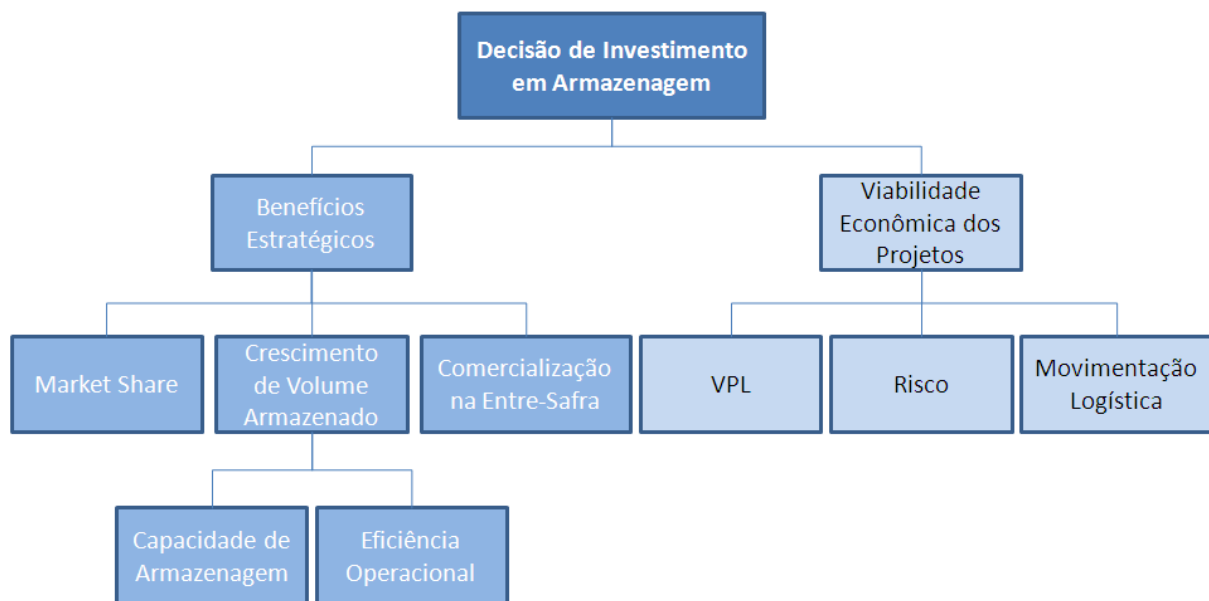 Decisão de Investimento
em Armazenagem
Benefícios
Estratégicos
Viabilidade
Econômica dos
Projetos
Market Share
Crescimento
de Volume
Armazenado
Comercialização
na Entre-Safra
VPL
Risco
Movimentação
Logística
Capacidade de
Armazenagem
Eficiência
Operacional